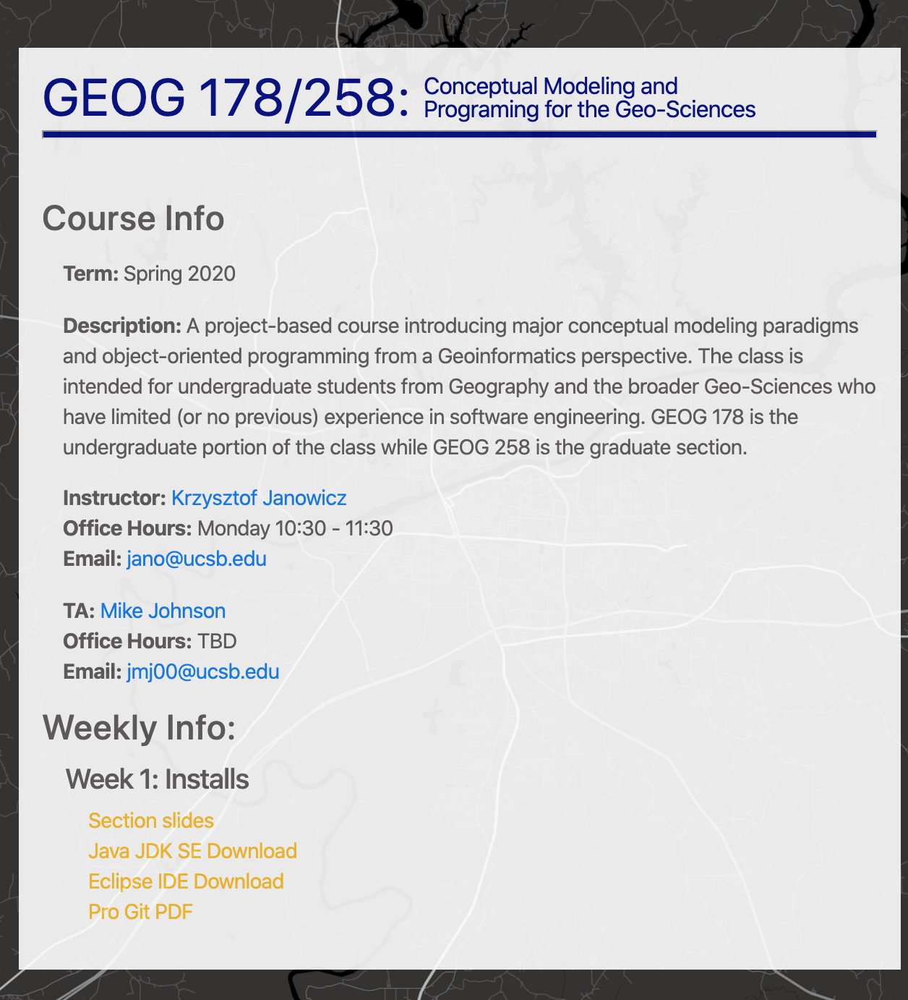 GEOG 178/258:
Conceptual Modeling and
Programing for the Geo-Sciences
Course Info
Term: Spring 2020
Description: A project-based course introducing major conceptual modeling paradigms
and object-oriented programming from a Geoinformatics perspective. The class is
intended for undergraduate students from Geography and the broader Geo-Sciences who
have limited (or no previous) experience in software engineering. GEOG 178 is the
undergraduate portion of the class while GEOG 258 is the graduate section.
Instructor: Krzysztof Janowicz
Office Hours: Monday 10:30 - 11:30
Email: jano@ucsb.edu
TA: Mike Johnson
Office Hours: TBD
Email: jmj00@ucsb.edu
Weekly Info:
Week 1: Installs
Section slides
Java JDK SE Download
Eclipse IDE Download
Pro Git PDF